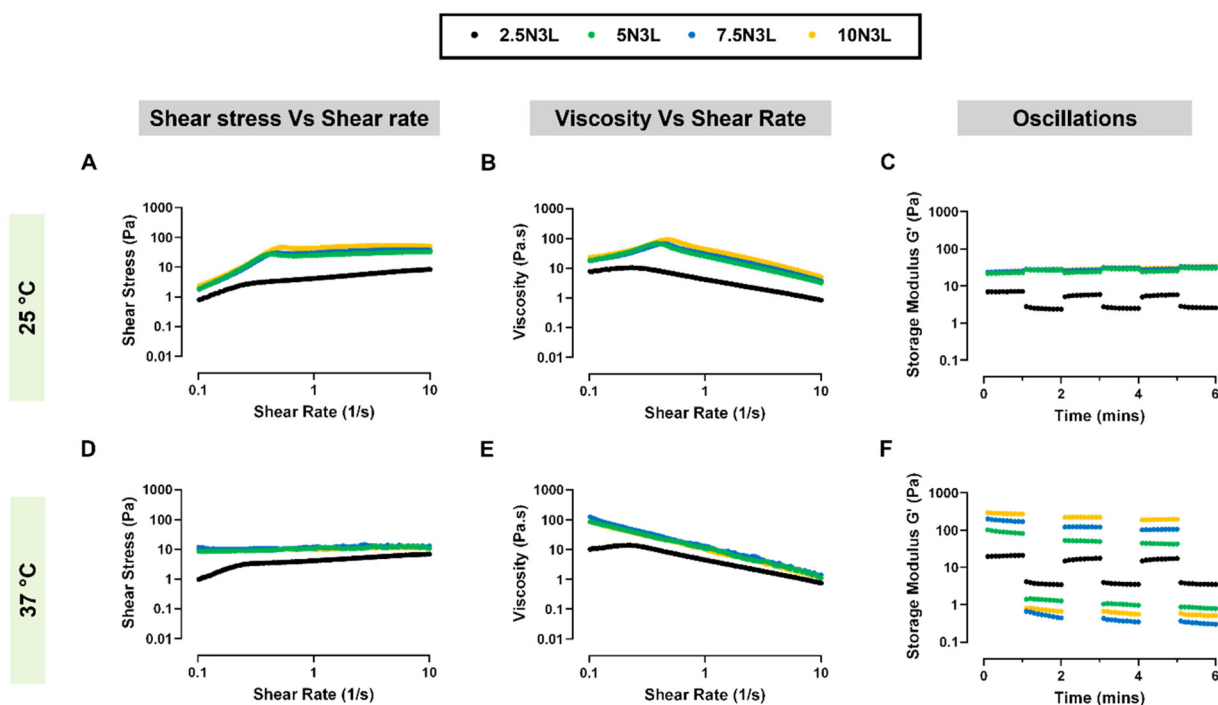 2.5N3L 5N3L 7.5N3L 10N3L
Shear stress Vs Shear rate Viscosity Vs Shear Rate Oscillations
25 °C
A
Shear Stress (Pa)
1000
100
10
1
0.1
0.01
0.1 1 10
Shear Rate (1/s)
B
Viscosity (Pa.s)
1000
100
10
1
0.1
0.01
0.1 1 10
Shear Rate (1/s)
C
Storage Modulus G' (Pa)
1000
100
10
1
0.1
0 2 4 6
Time (mins)
37 °C
D
Shear Stress (Pa)
1000
100
10
1
0.1
0.01
0.1 1 10
Shear Rate (1/s)
E
Viscosity (Pa.s)
1000
100
10
1
0.1
0.01
0.1 1 10
Shear Rate (1/s)
F
Storage Modulus G' (Pa)
1000
100
10
1
0.1
0 2 4 6
Time (mins)